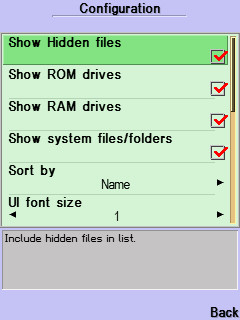 Configuration
Show Hidden files
Show ROM drives
Show RAM drives
Show system files/folders
Sort by
Name
UI font size
1
Include hidden files in list.
Back